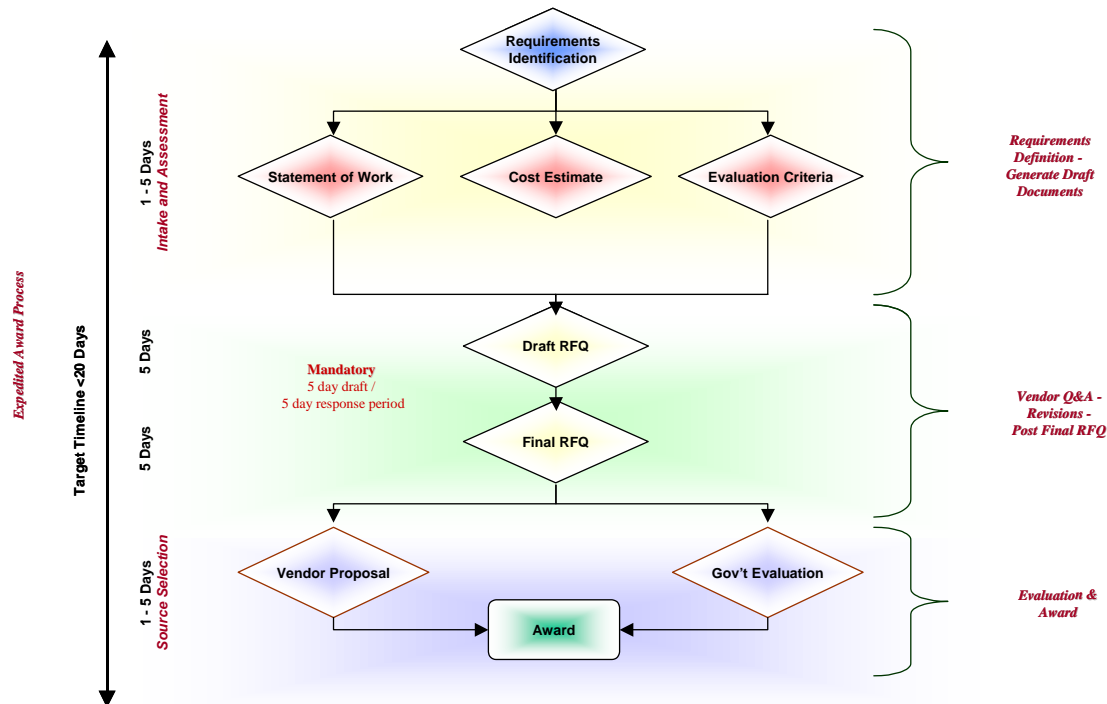 Requirements
Identification
Statement of Work
Cost Estimate
Evaluation Criteria
1 - 5 Days
Intake and Assessment
Requirements
Definition -
Generate Draft
Documents
Expedited Award Process
Target Timeline <20 Days
5 Days
Draft RFQ
Mandatory
5 day draft /
5 day response period
5 Days
Final RFQ
Vendor Q&A -
Revisions -
Post Final RFQ
1 - 5 Days
Source Selection
Vendor Proposal
Gov't Evaluation
Award
Evaluation &
Award